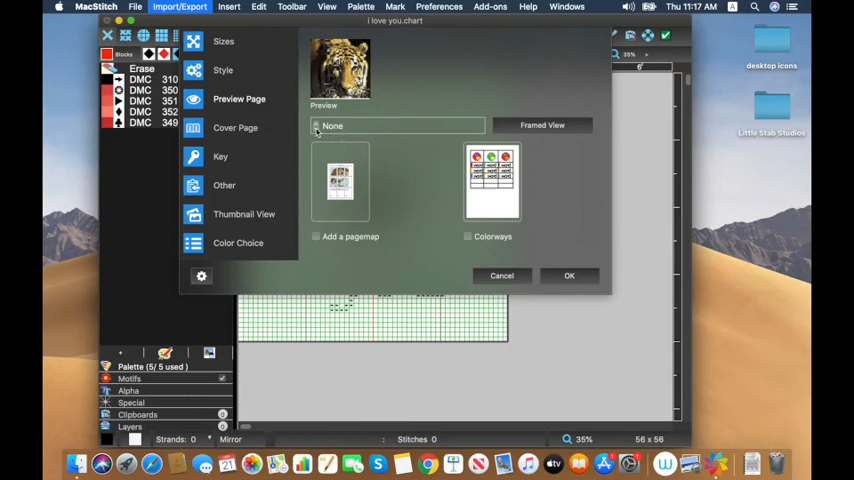 MacStitch File Import/Export Insert Edit Toolbar View Palette Mark Preferences Add-ons Help Windows A Thu 11:17 AM
i love you.chart
Blocks
Erase
DMC 310
DMC 350
DMC 351
DMC 352
DMC 349
Sizes
Style
Preview Page
Cover Page
Key
Other
Thumbnail View
Color Choice
Preview
None
Framed View
Add a pagemap
Colorways
Cancel
OK
35%
6
desktop icons
Little Stab Studios
Palette (5/ 5 used )
Motifs
Alpha
Special
Clipboards 0
Layers 0
Strands: 0 Mirror : Stitches 0 35% 56 x 56